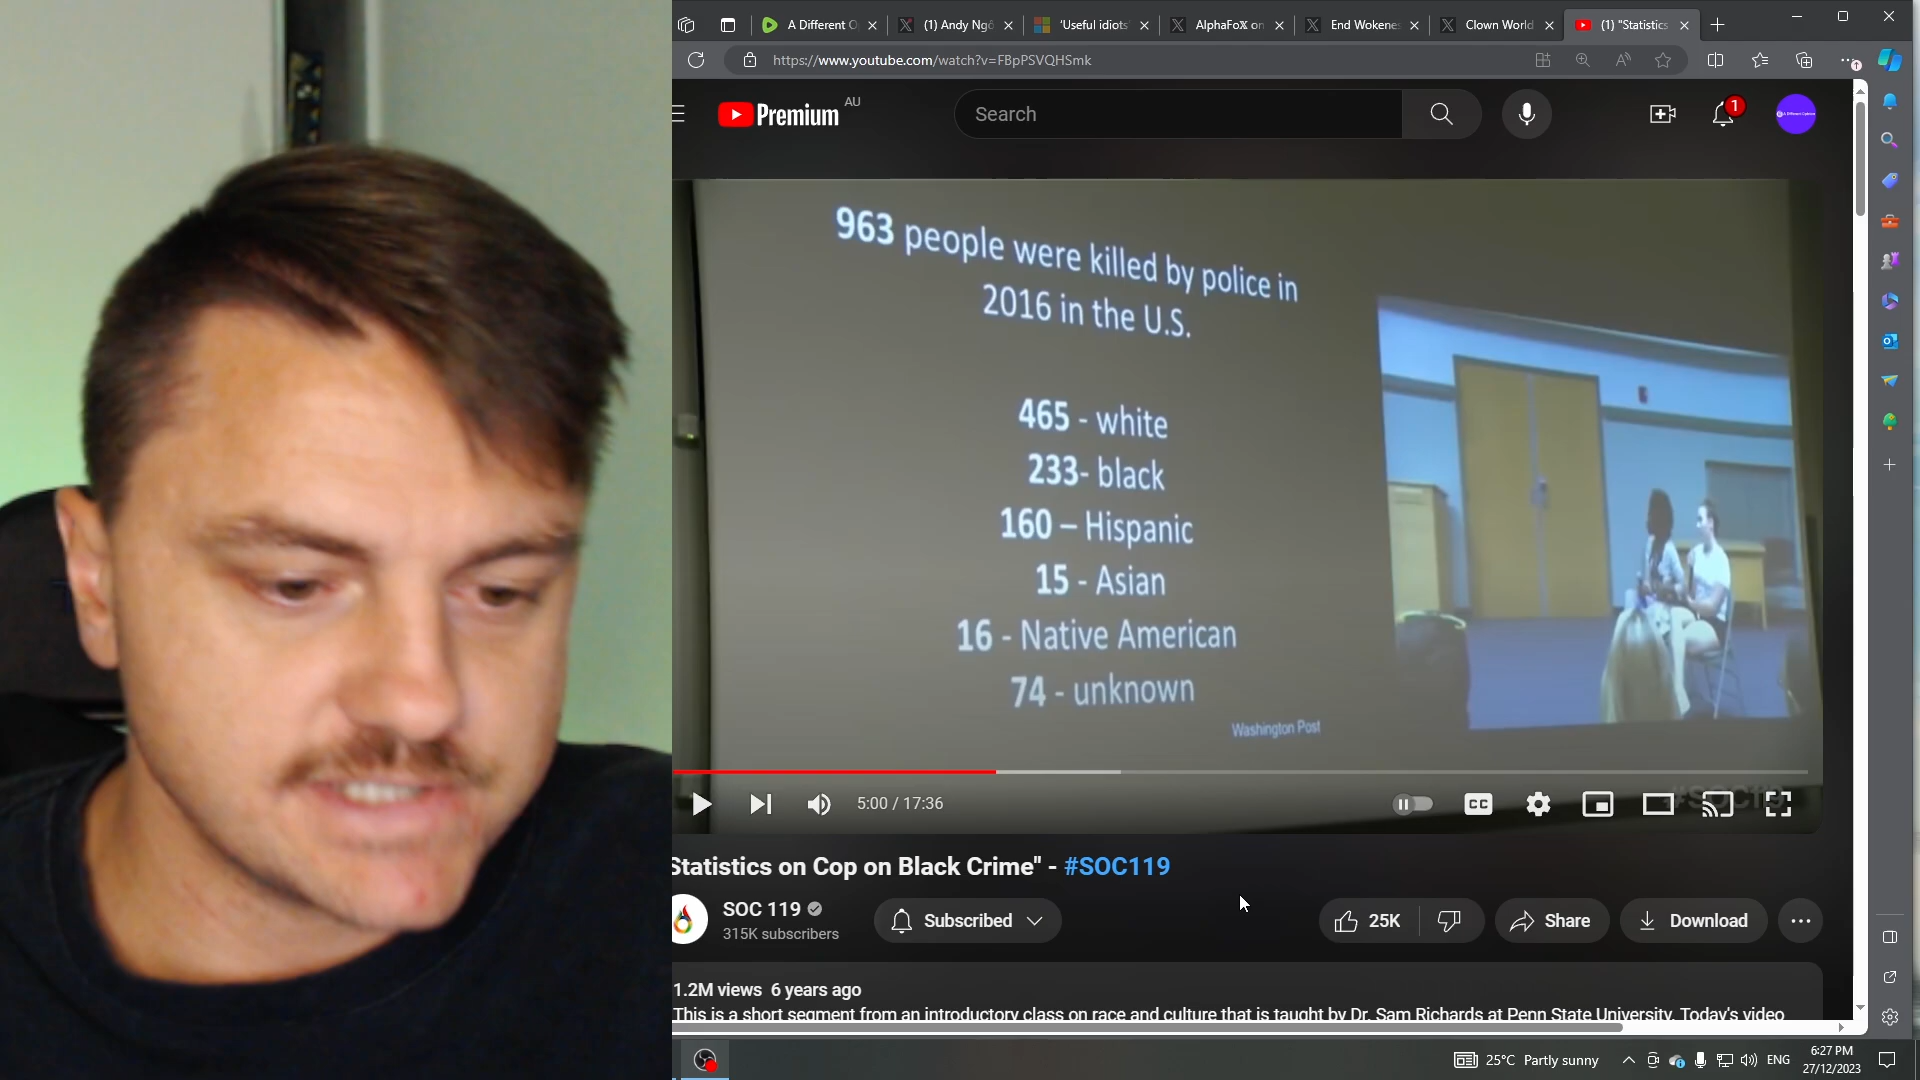 A Different O
(1) Andy Ngô
'Useful idiots'
AlphaFoX on
End Wokenes
Clown World
(1) "Statistics
https://www.youtube.com/watch?v=FBpPSVQHSmk
Premium
AU
Search
1
963 people were killed by police in
2016 in the U.S.
465 - white
233- black
160 – Hispanic
15 - Asian
16 - Native American
74 - unknown
Washington Post
#SOC119
5:00 / 17:36
CC
Statistics on Cop on Black Crime" - #SOC119
SOC 119
315K subscribers
Subscribed
25K
Share
Download
1.2M views 6 years ago
This is a short segment from an introductory class on race and culture that is taught by Dr. Sam Richards at Penn State University. Today's video
25°C Partly sunny
ENG
6:27 PM
27/12/2023